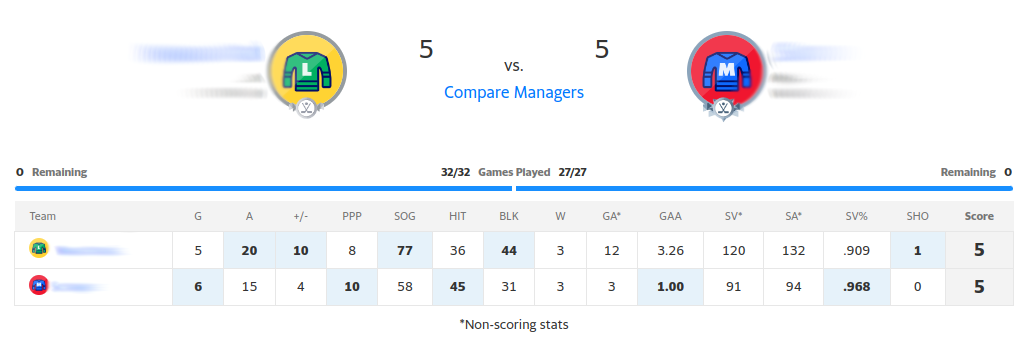 5 vs. 5
L
M
Compare Managers
0 Remaining 32/32 Games Played 27/27 Remaining 0
Team G A +/- PPP SOG HIT BLK W GA* GAA SV* SA* SV% SHO Score
5 20 10 8 77 36 44 3 12 3.26 120 132 .909 1 5
6 15 4 10 58 45 31 3 3 1.00 91 94 .968 0 5
*Non-scoring stats